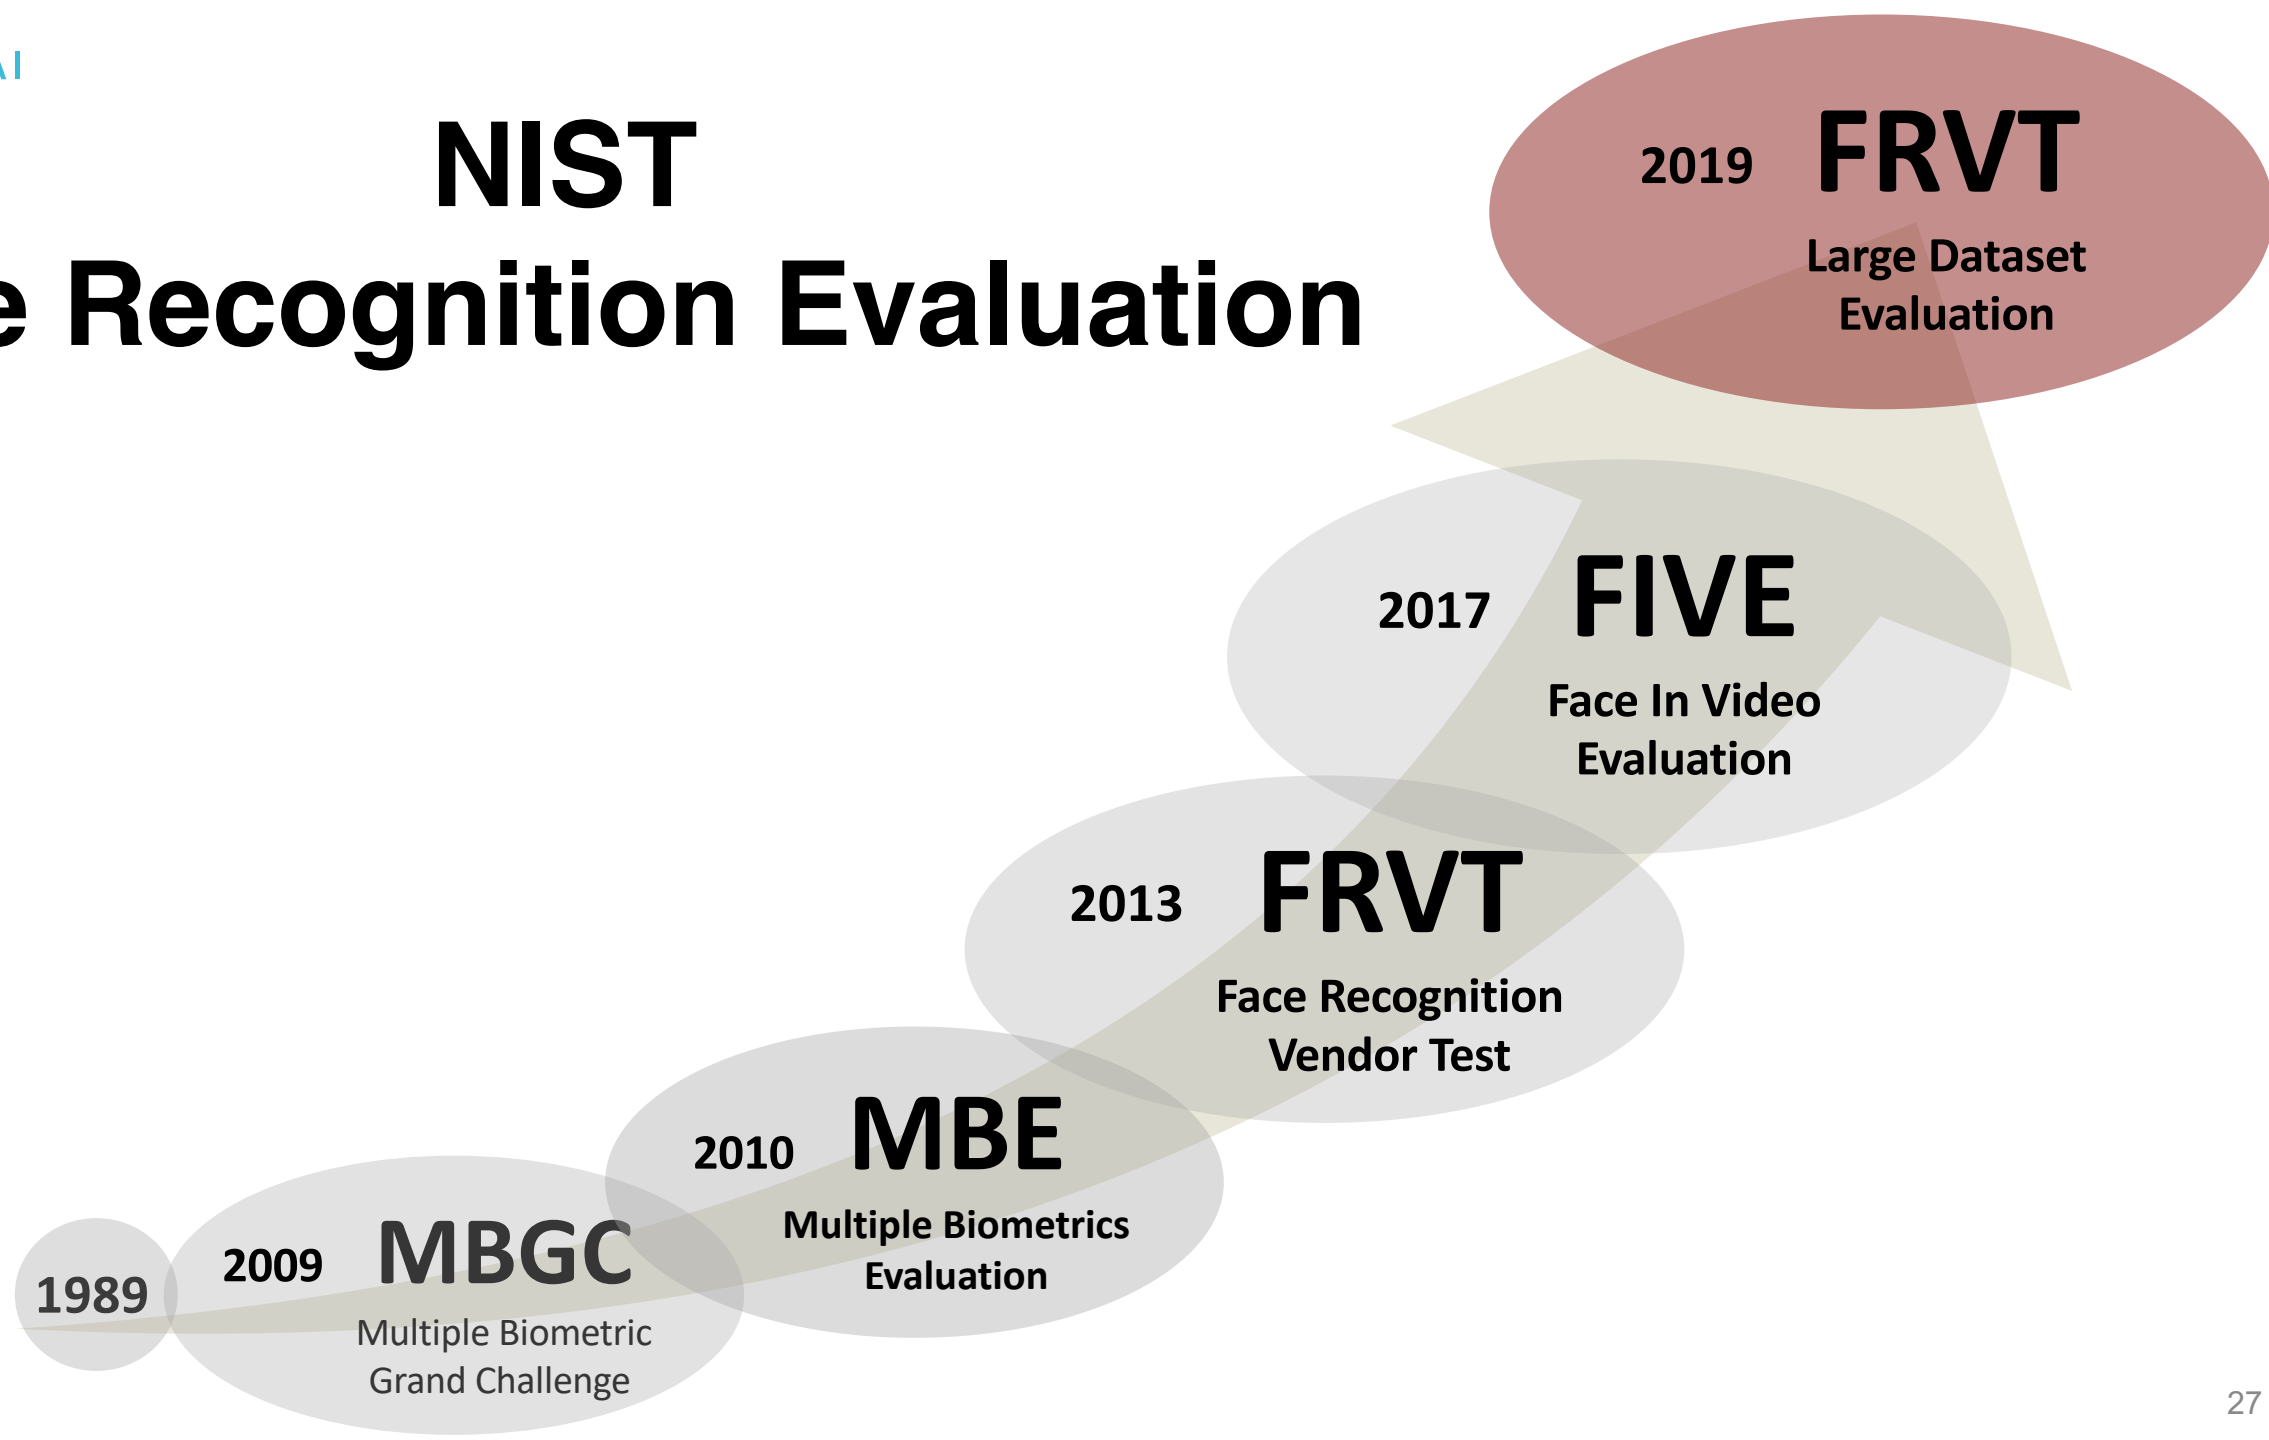 AI
NIST
e Recognition Evaluation
2019 FRVT
Large Dataset
Evaluation
2017 FIVE
Face In Video
Evaluation
2013 FRVT
Face Recognition
Vendor Test
2010 MBE
Multiple Biometrics
Evaluation
1989
2009 MBGC
Multiple Biometric
Grand Challenge
27